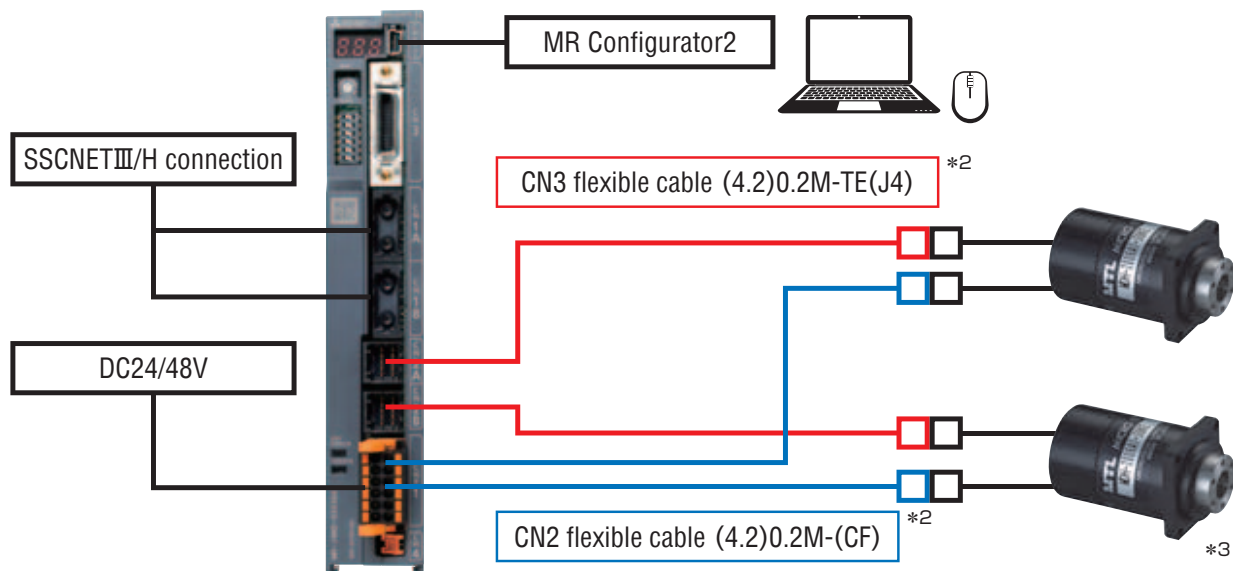 MR Configurator2
SSCNETⅢ/H connection
CN3 flexible cable (4.2)0.2M-TE(J4) *2
DC24/48V
CN2 flexible cable (4.2)0.2M-(CF) *2
*3